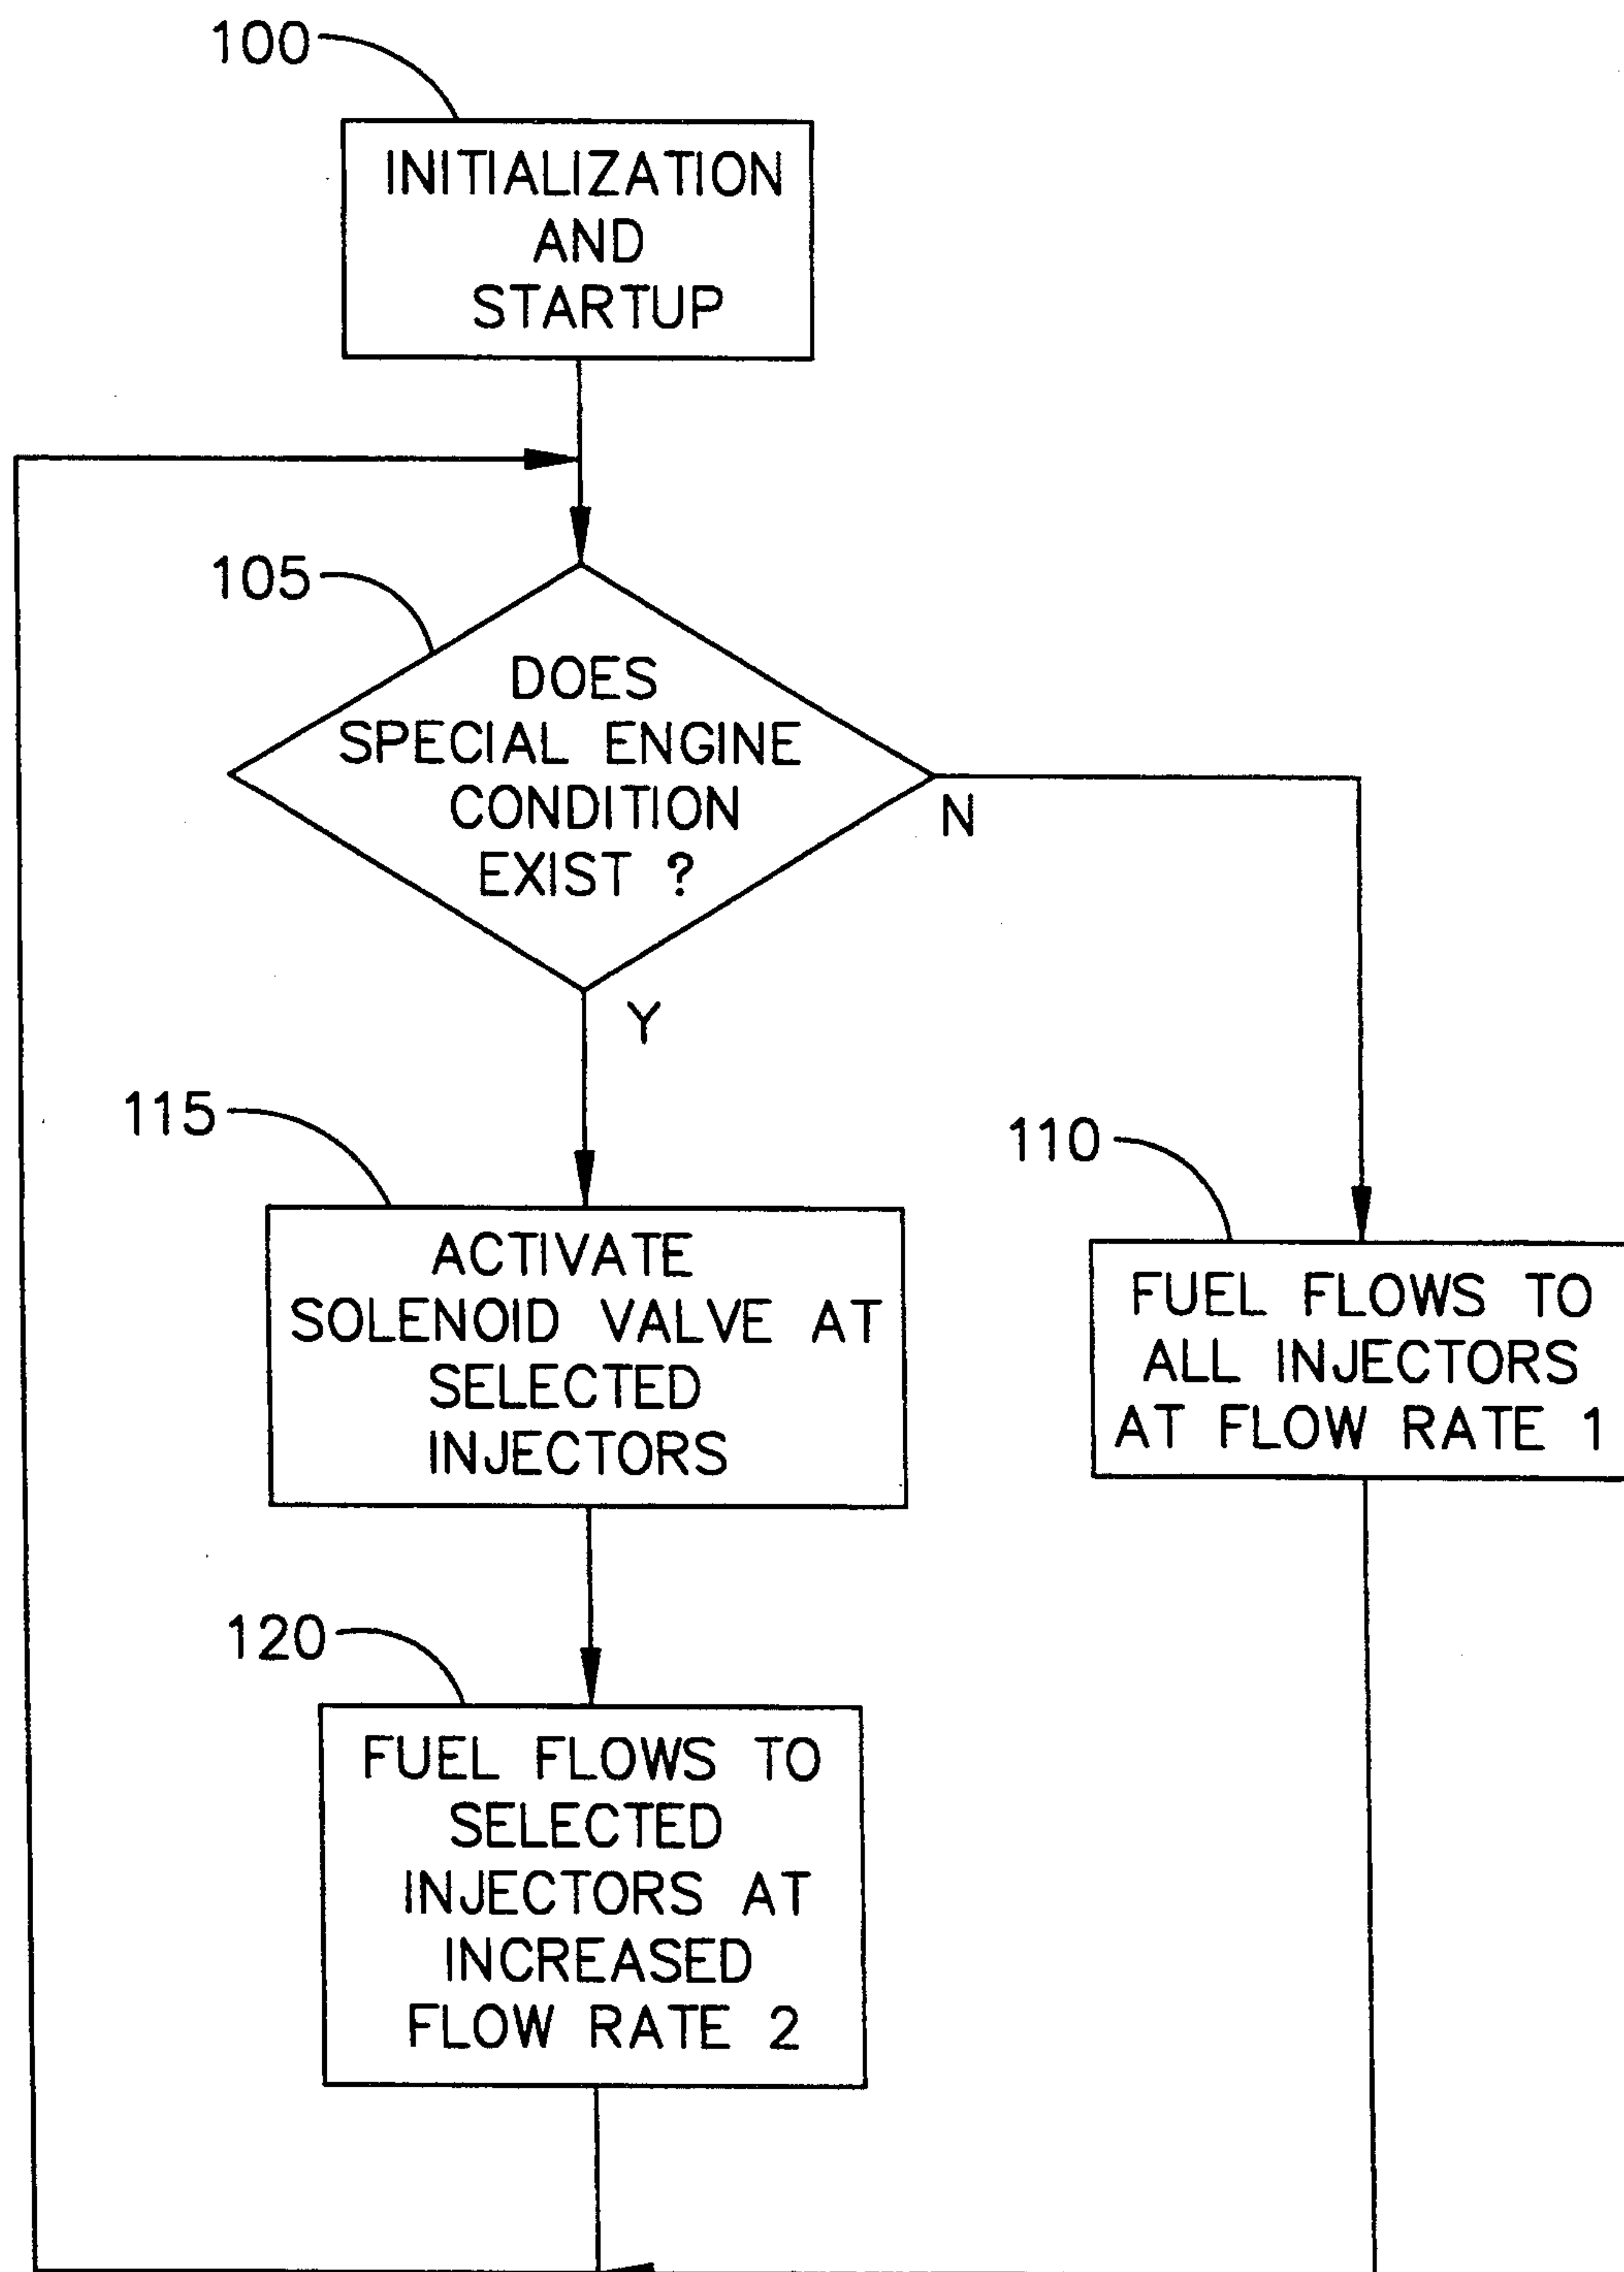 100
INITIALIZATION
AND
STARTUP
105
DOES
SPECIAL ENGINE
CONDITION
EXIST ?
N
Y
115
ACTIVATE
SOLENOID VALVE AT
SELECTED
INJECTORS
110
FUEL FLOWS TO
ALL INJECTORS
AT FLOW RATE 1
120
FUEL FLOWS TO
SELECTED
INJECTORS AT
INCREASED
FLOW RATE 2